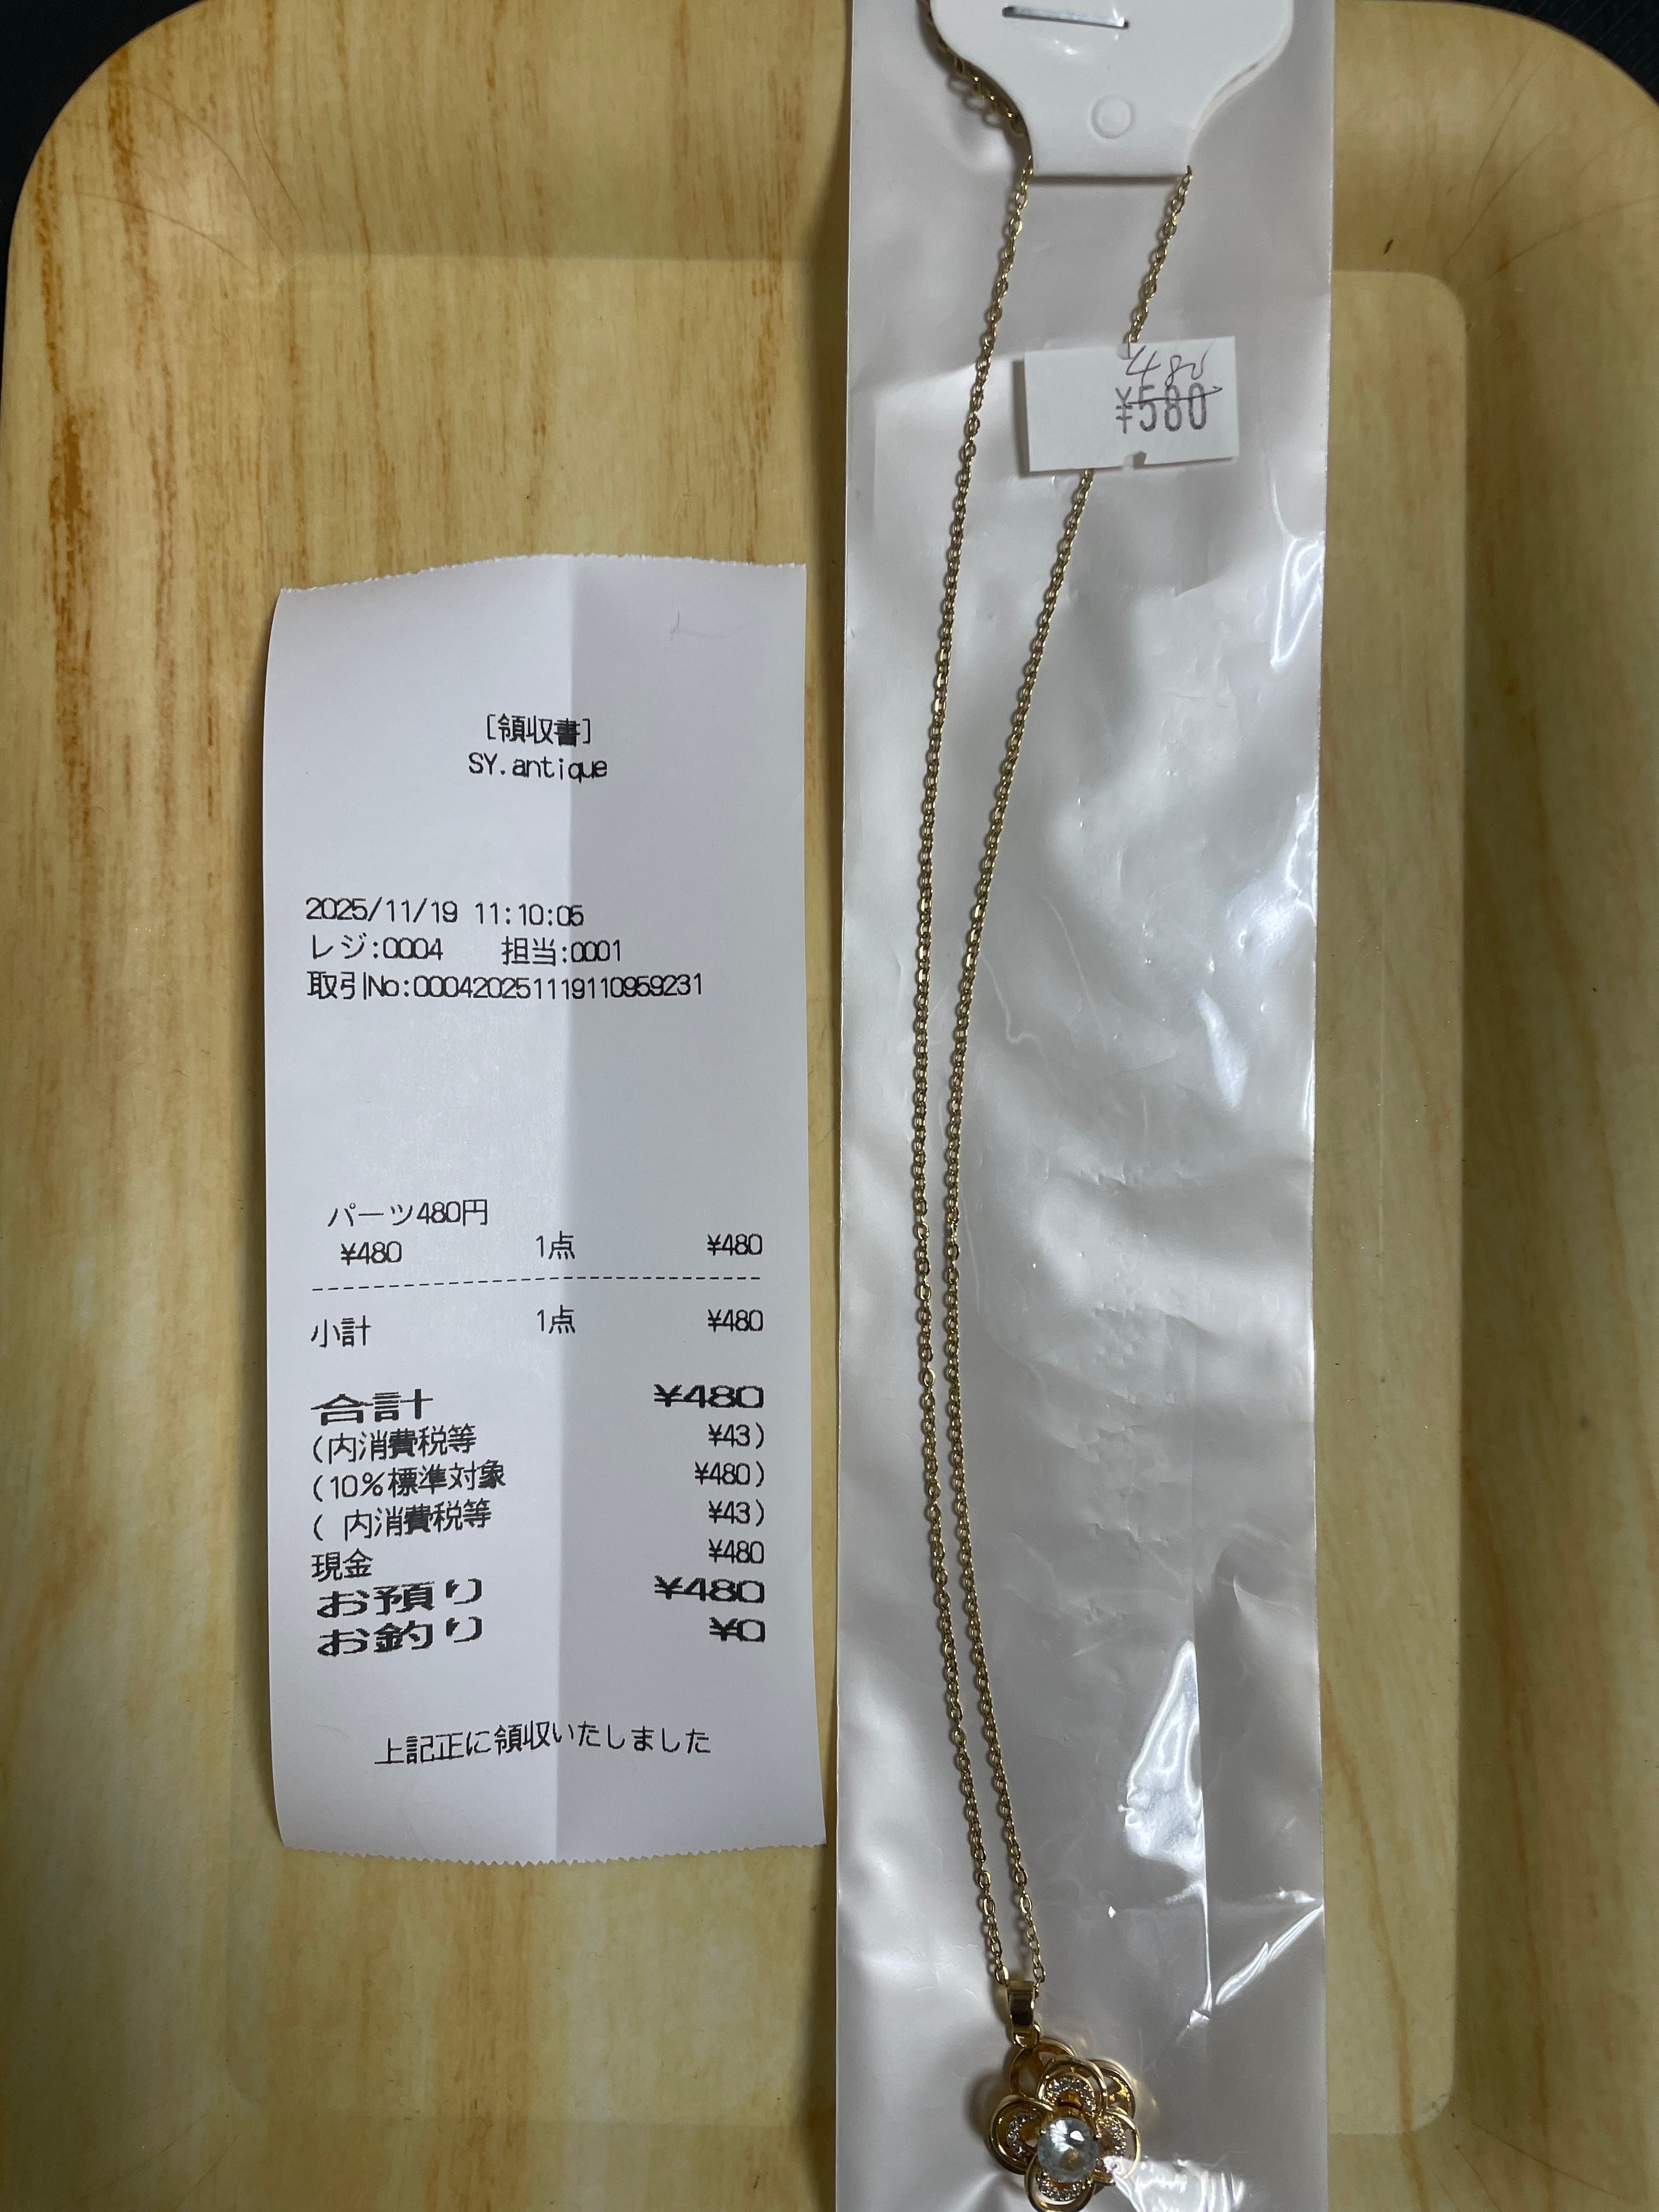 480
¥580
[領収書]
SY.antique
2025/11/19 11:10:05
レジ:0004 担当:0001
取引No:000420251119110959231
パーツ480円
¥480 1点 ¥480
小計 1点 ¥480
合計 ¥480
(内消費税等 ¥43)
(10%標準対象 ¥480)
( 内消費税等 ¥43)
現金 ¥480
お預り ¥480
お釣り ¥0
上記正に領収いたしました